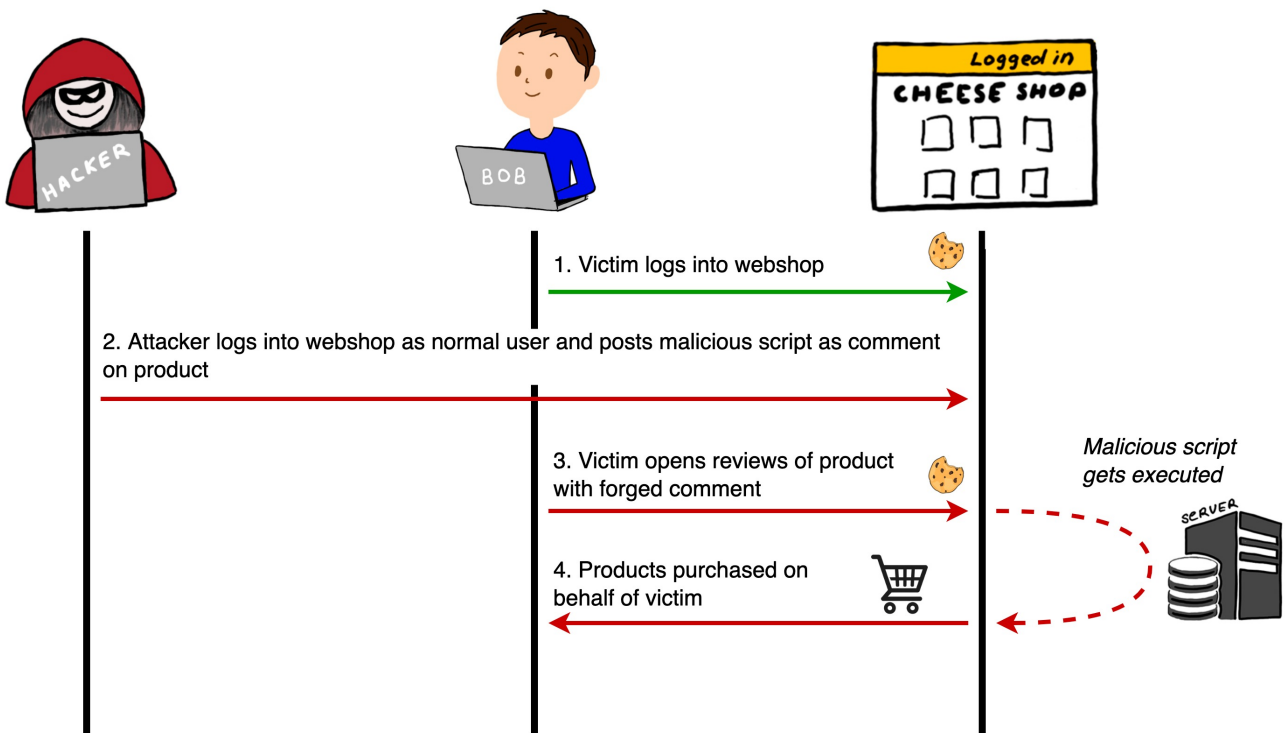 HACKER
BOB
Logged in
CHEESE SHOP
1. Victim logs into webshop
2. Attacker logs into webshop as normal user and posts malicious script as comment
on product
3. Victim opens reviews of product
with forged comment
Malicious script
gets executed
SERVER
4. Products purchased on
behalf of victim